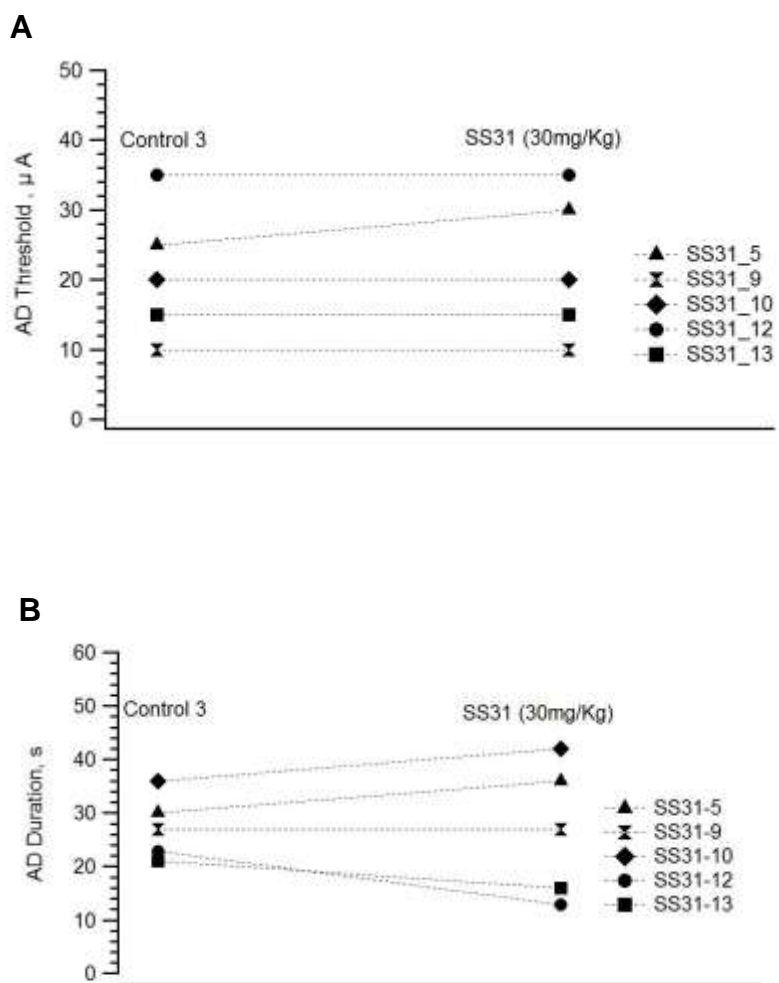 A
50
40
30
20
10
0
AD Threshold , µ A
Control 3
SS31 (30mg/Kg)
SS31_5
SS31_9
SS31_10
SS31_12
SS31_13
B
60
50
40
30
20
10
0
AD Duration, s
Control 3
SS31 (30mg/Kg)
SS31-5
SS31-9
SS31-10
SS31-12
SS31-13